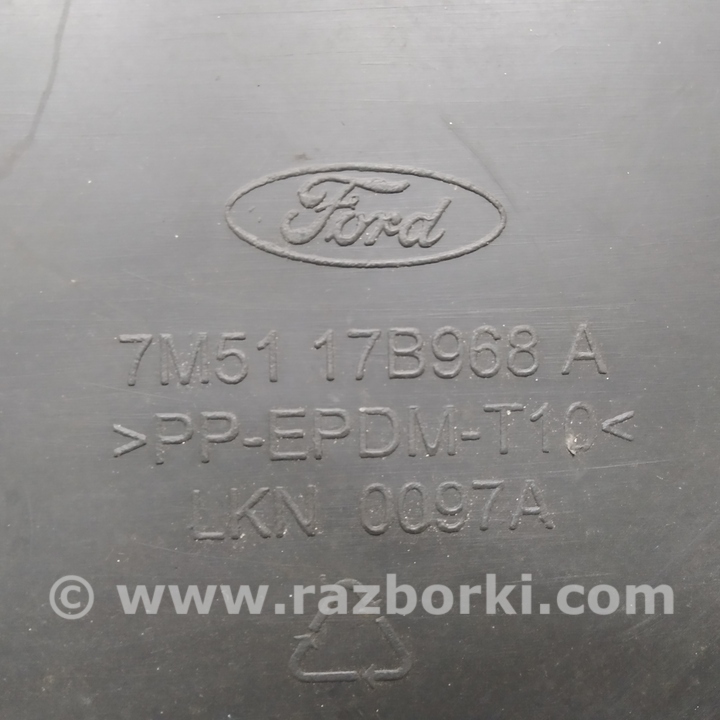 Ford
7M51 17B968 A
>PP-EPDM-T10<
LKN 0097A
© www.razborki.com